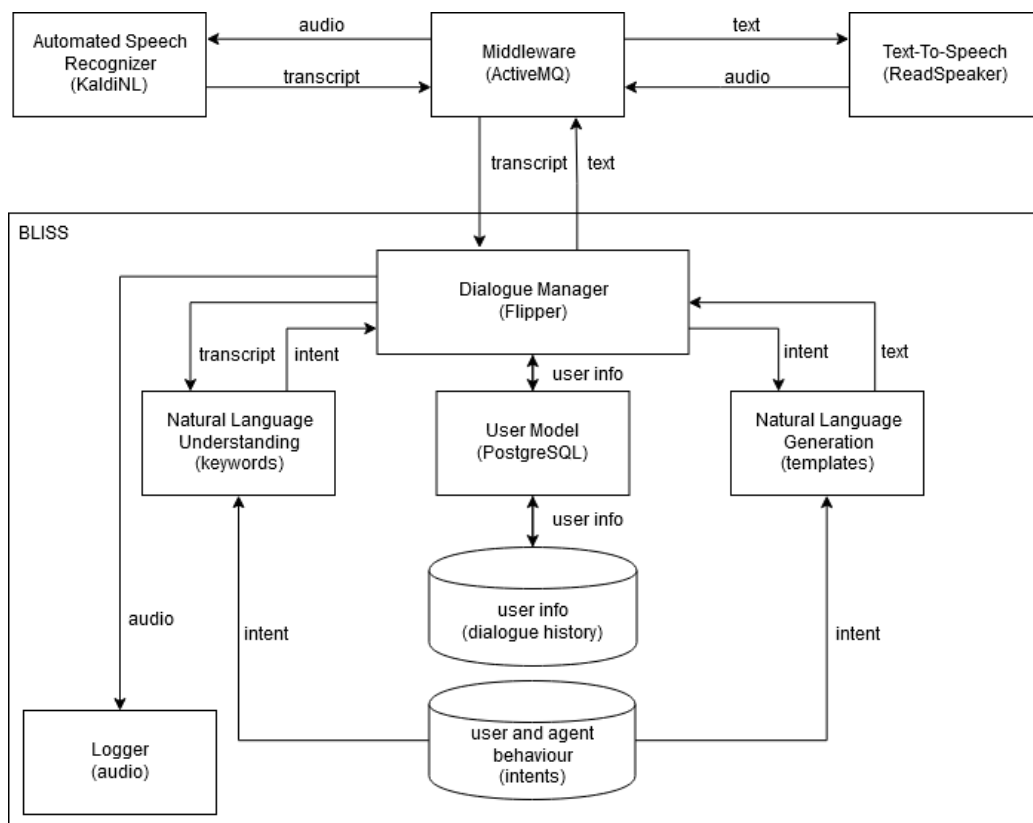 Automated Speech
Recognizer
(KaldiNL)
audio
transcript
Middleware
(ActiveMQ)
text
audio
Text-To-Speech
(ReadSpeaker)
transcript
text
BLISS
Dialogue Manager
(Flipper)
transcript
intent
user info
intent
text
Natural Language
Understanding
(keywords)
User Model
(PostgreSQL)
Natural Language
Generation
(templates)
user info
user info
(dialogue history)
audio
intent
intent
Logger
(audio)
user and agent
behaviour
(intents)